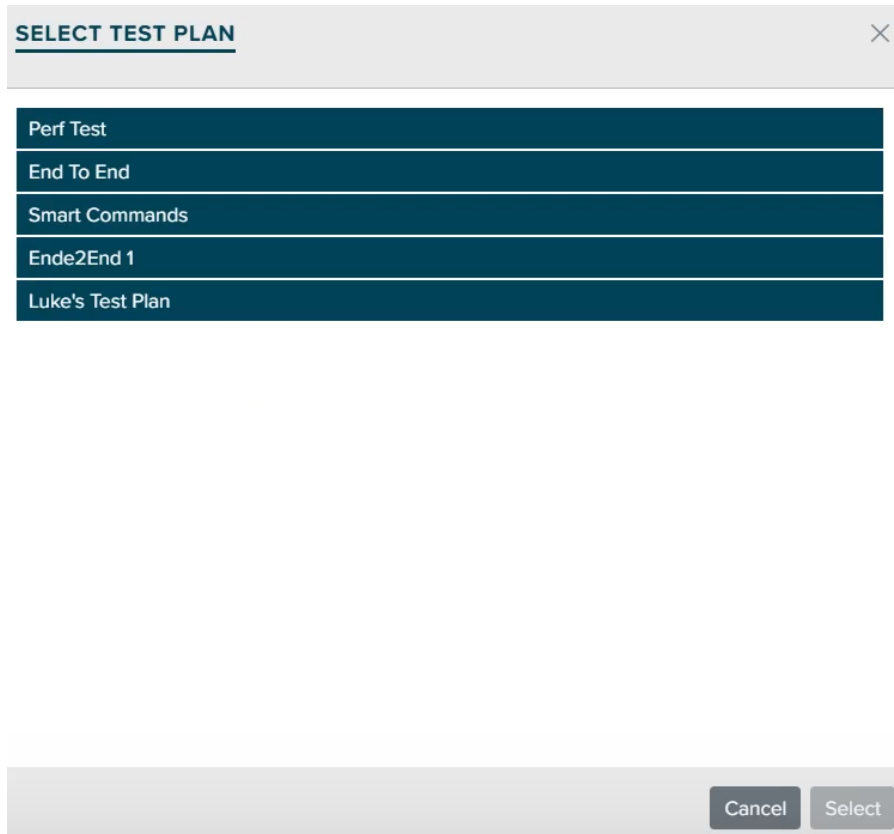 SELECT TEST PLAN
Perf Test
End To End
Smart Commands
Ende2End 1
Luke's Test Plan
Cancel Select